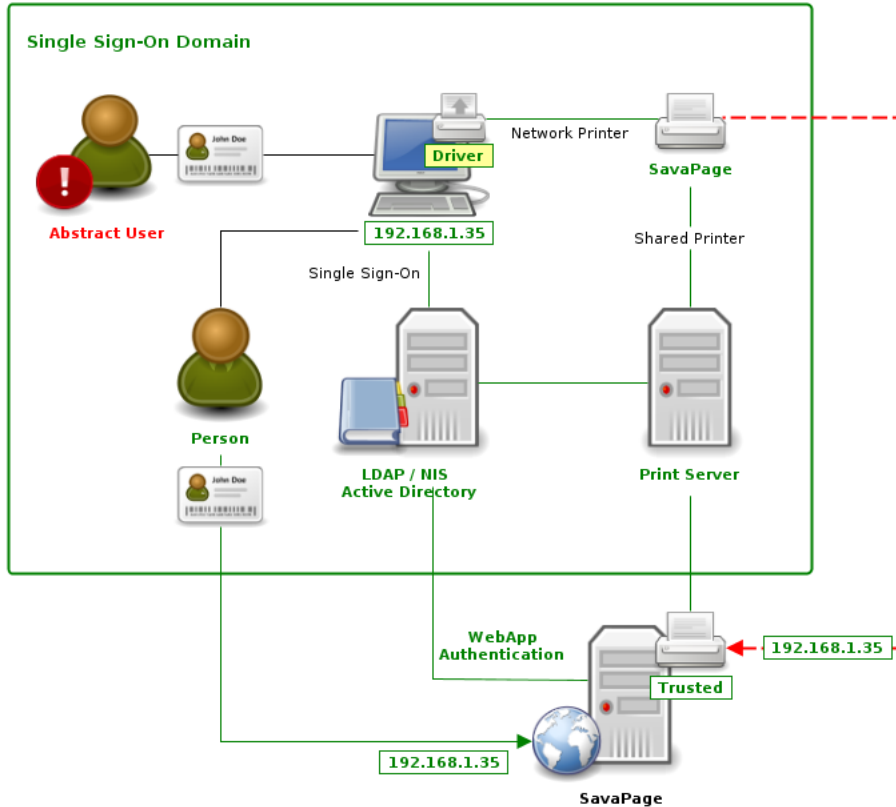 Single Sign-On Domain
John Doe
Driver
Network Printer
SavaPage
Abstract User
192.168.1.35
Shared Printer
Single Sign-On
Person
John Doe
LDAP / NIS
Active Directory
Print Server
WebApp
Authentication
192.168.1.35
Trusted
192.168.1.35
SavaPage